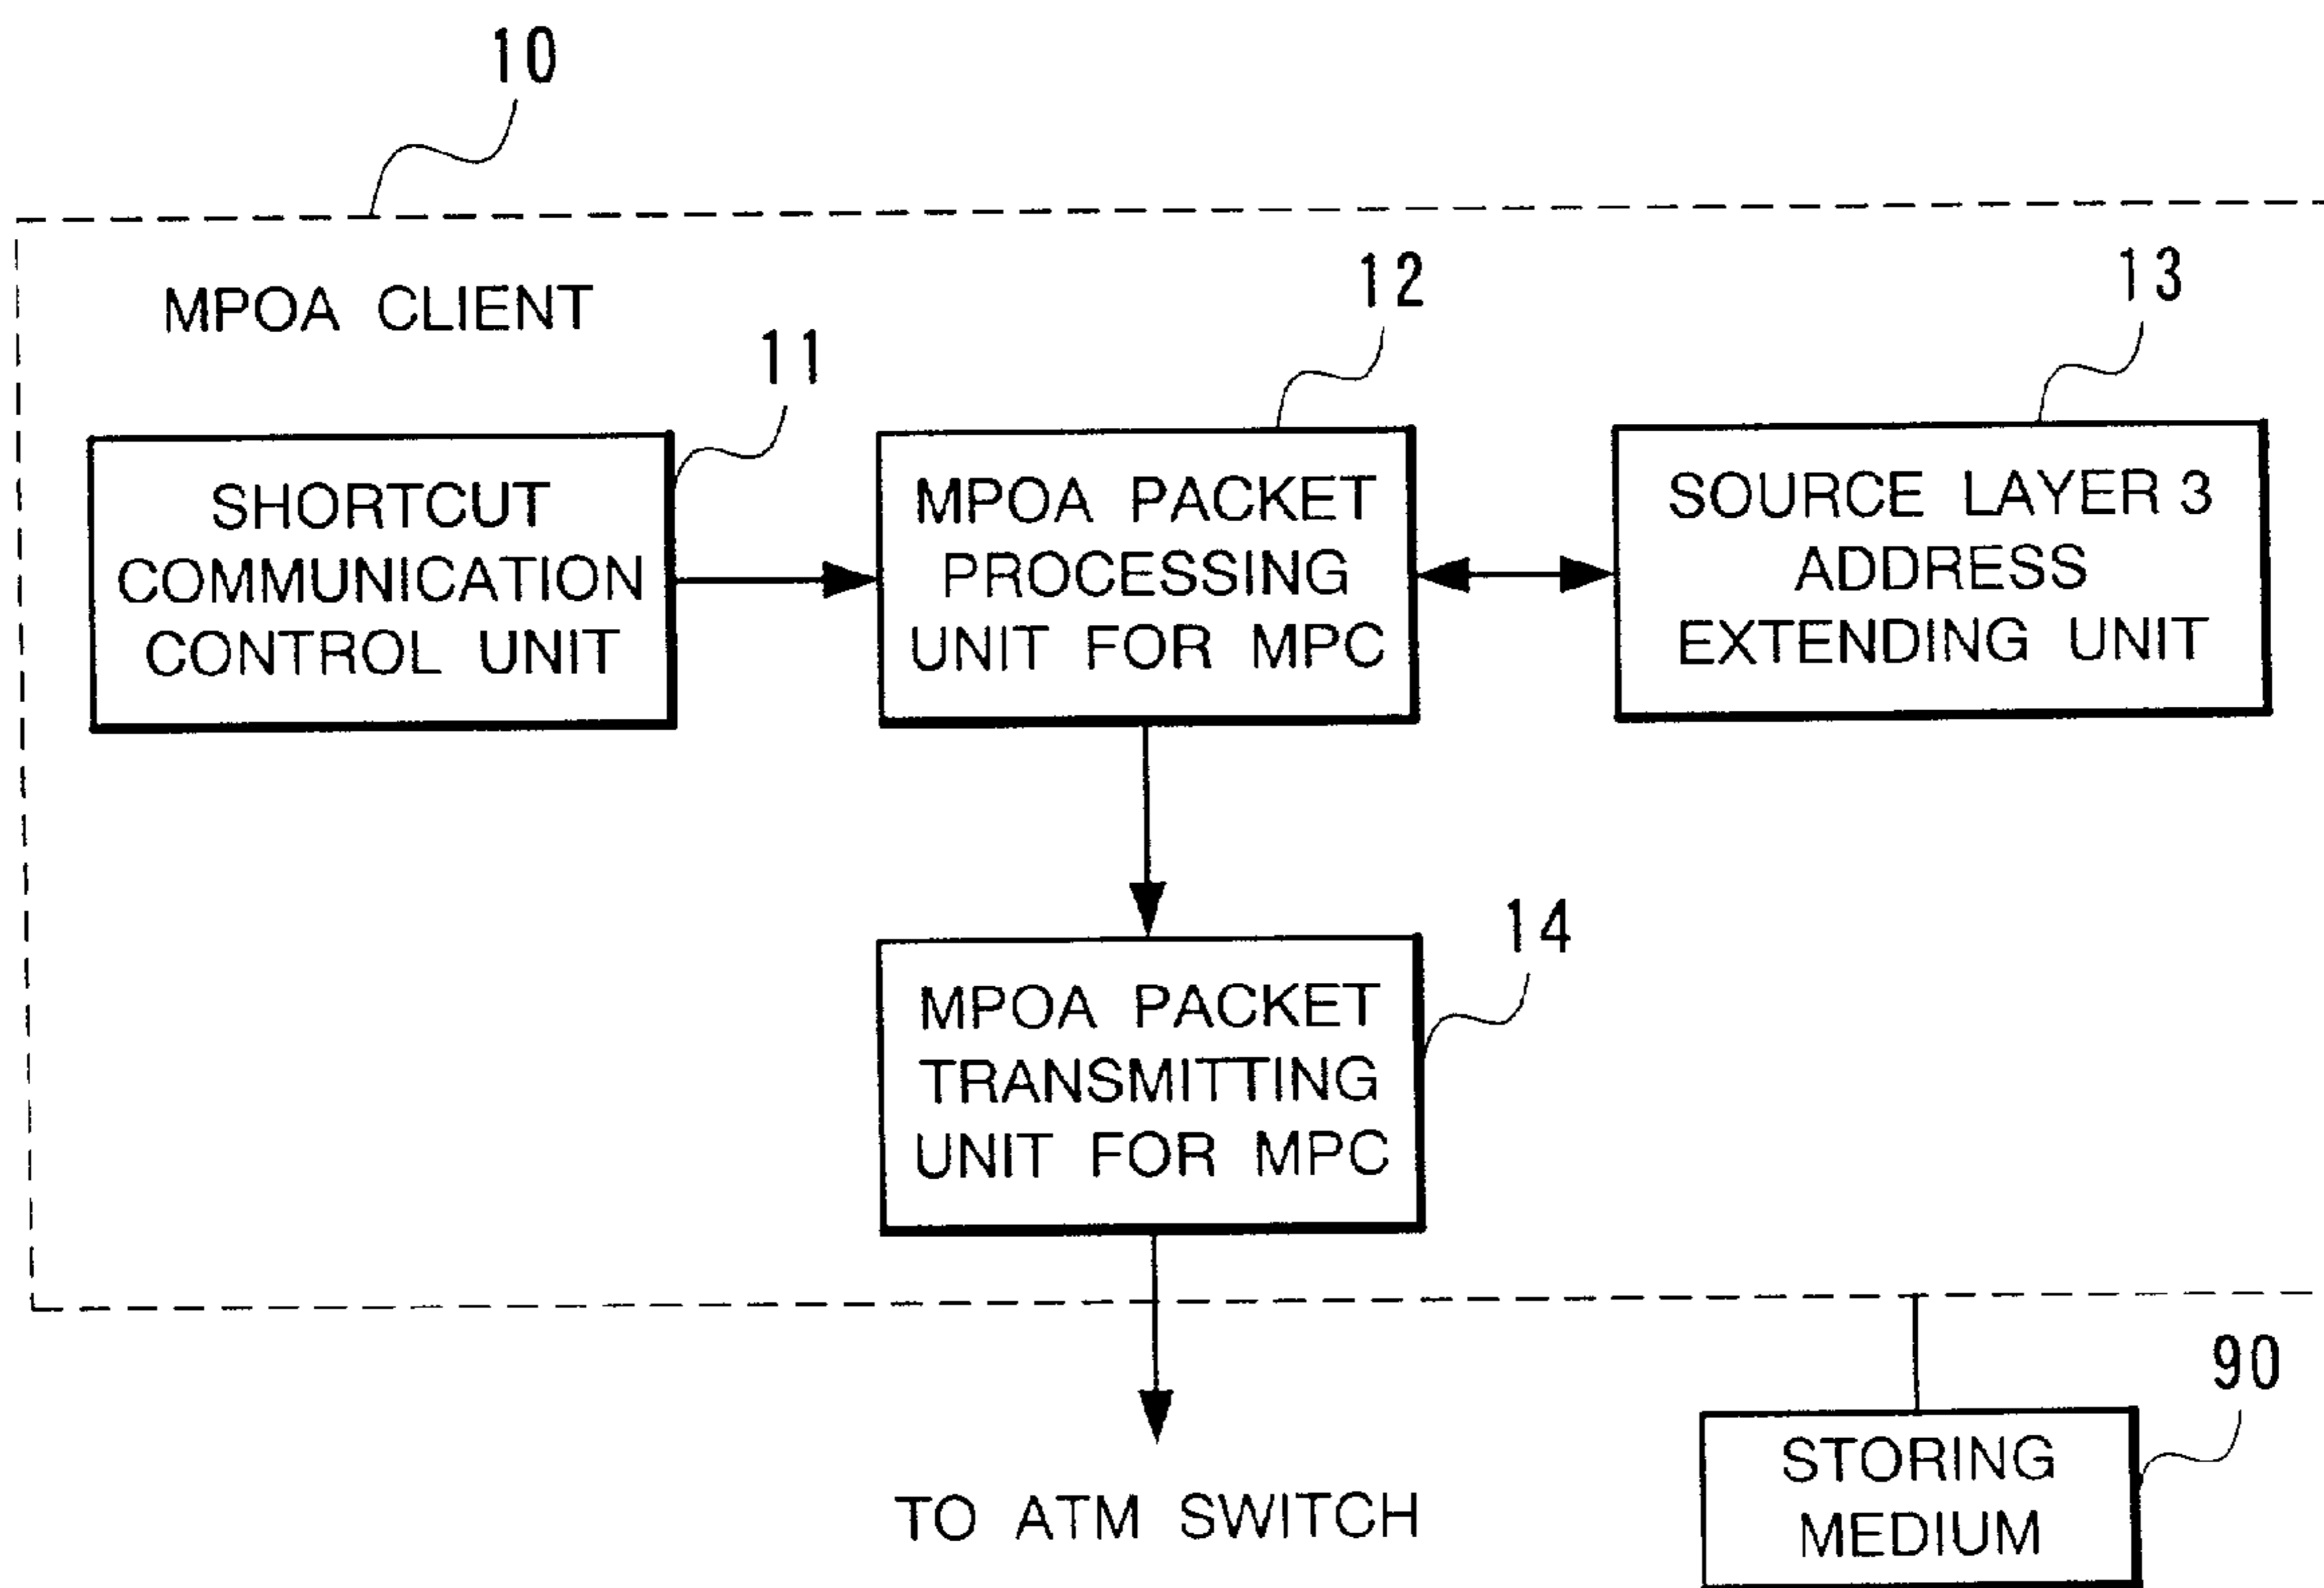 10
MPOA CLIENT
11
12
13
SHORTCUT
COMMUNICATION
CONTROL UNIT
MPOA PACKET
PROCESSING
UNIT FOR MPC
SOURCE LAYER 3
ADDRESS
EXTENDING UNIT
14
MPOA PACKET
TRANSMITTING
UNIT FOR MPC
TO ATM SWITCH
90
STORING
MEDIUM